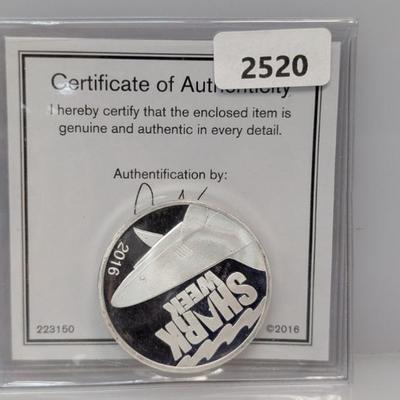 2520
Certificate of Authenticity
I hereby certify that the enclosed item is
genuine and authentic in every detail.
Authentification by:
2016
SHARK
WEEK
223150
©2016